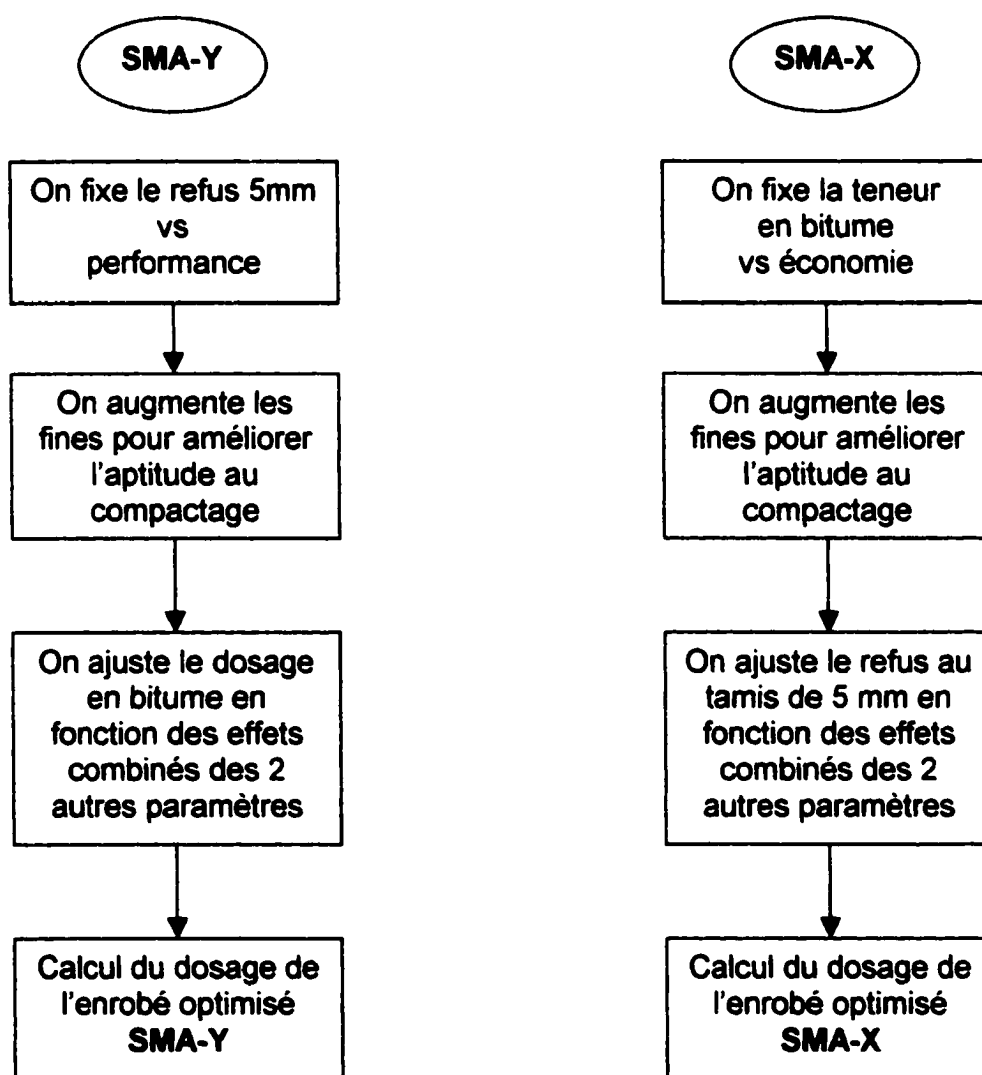 SMA-Y
On fixe le refus 5mm
vs
performance
On augmente les
fines pour améliorer
l'aptitude au
compactage
On ajuste le dosage
en bitume en
fonction des effets
combinés des 2
autres paramètres
Calcul du dosage de
l'enrobé optimisé
SMA-Y
SMA-X
On fixe la teneur
en bitume
vs économie
On augmente les
fines pour améliorer
l'aptitude au
compactage
On ajuste le refus au
tamis de 5 mm en
fonction des effets
combinés des 2
autres paramètres
Calcul du dosage de
l'enrobé optimisé
SMA-X